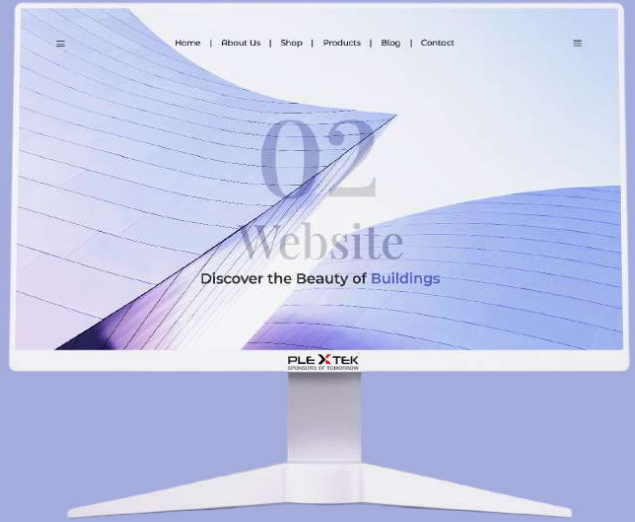 Home | About Us | Shop | Products | Blog | Contact
02
Website
Discover the Beauty of Buildings
PLEXTEK
SPONSORS OF TOMORROW